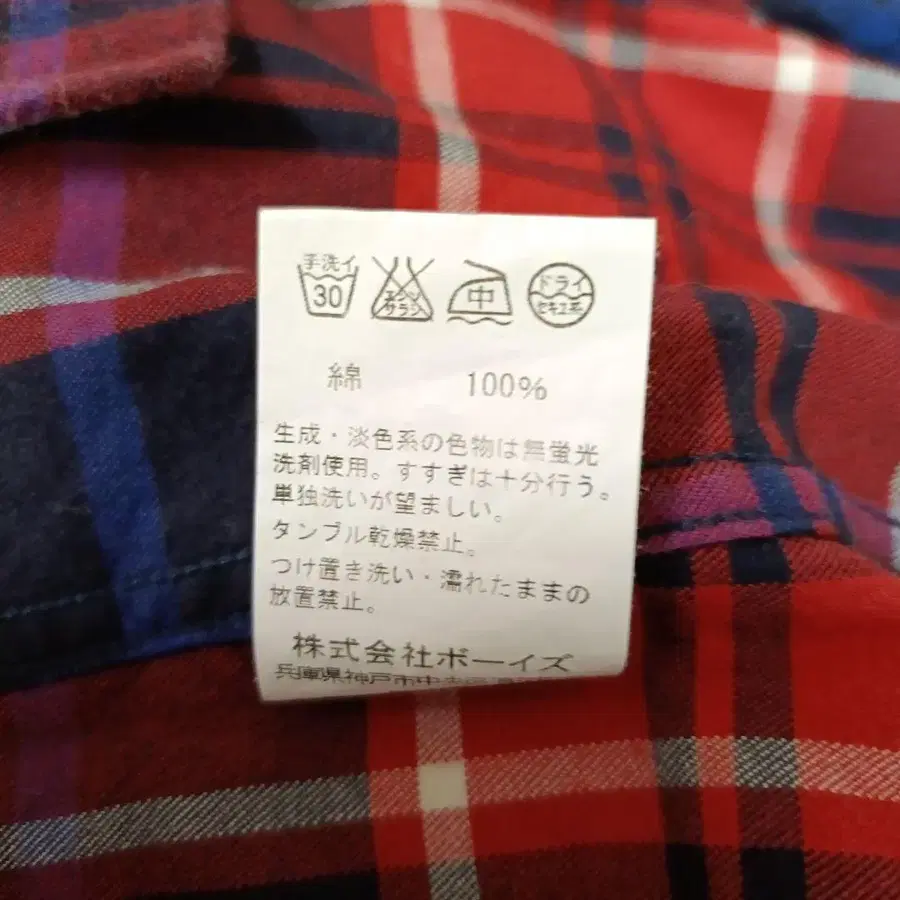 手洗イ
30
エンソ
サラシ
中
ドライ
セキユ系
綿 100%
生成・淡色系の色物は無蛍光
洗剤使用。すすぎは十分行う。
単独洗いが望ましい。
タンブル乾燥禁止。
つけ置き洗い・濡れたままの
放置禁止。
株式会社ボーイズ
兵庫県神戸市中央